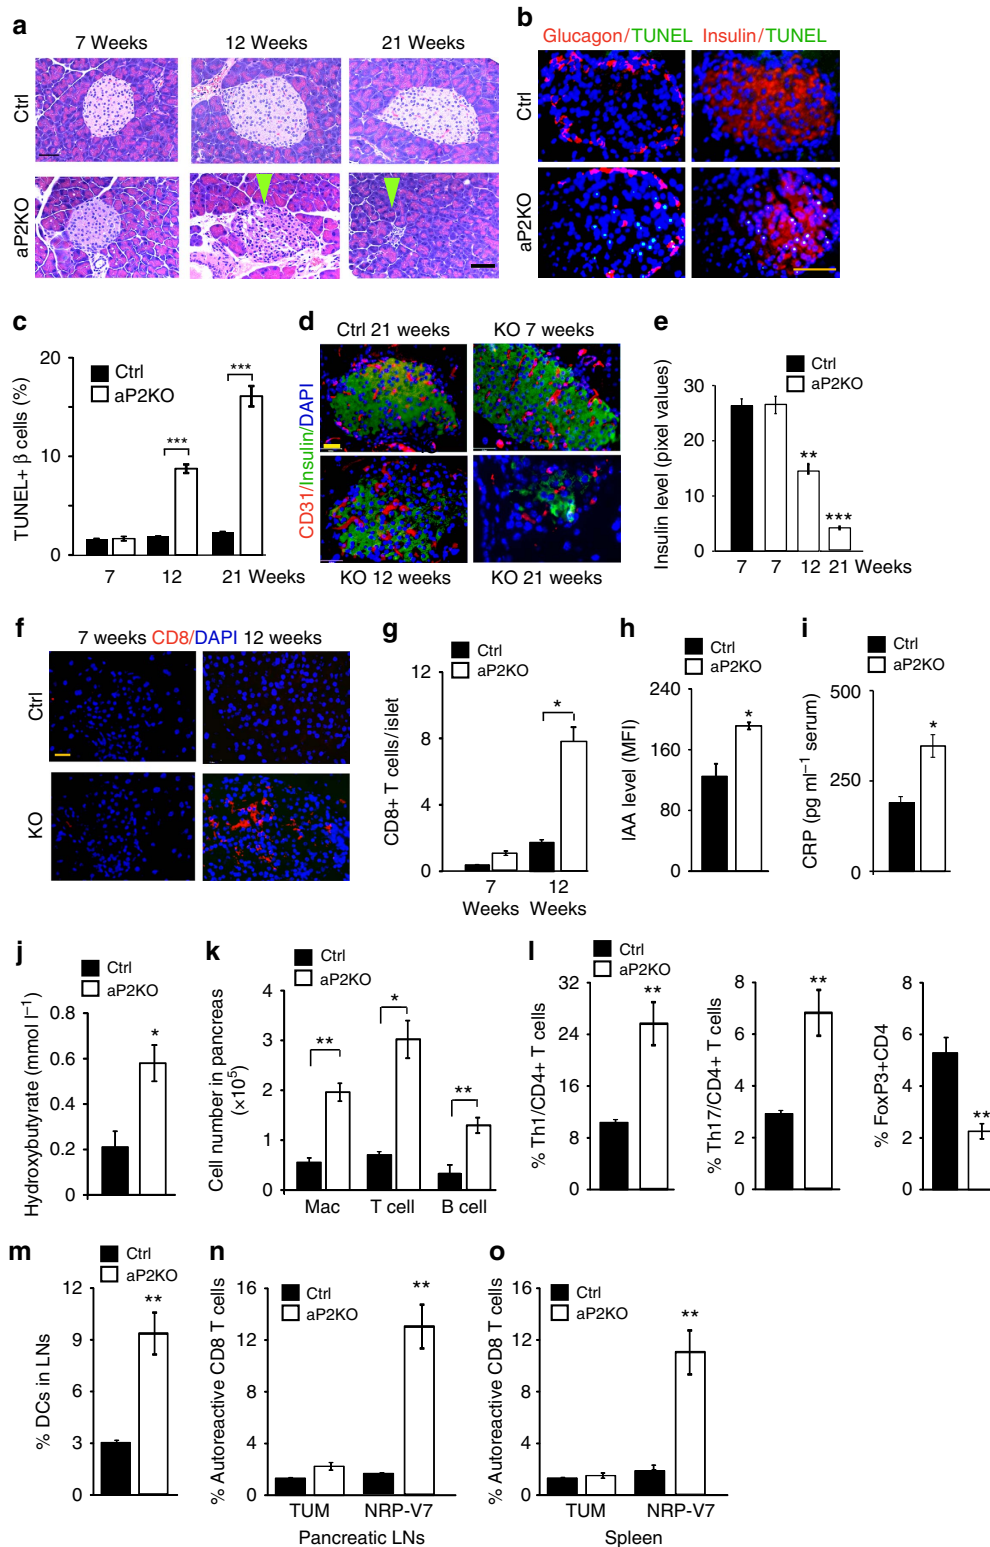 a
7 Weeks 12 Weeks 21 Weeks
Ctrl
aP2KO
b
Glucagon/TUNEL Insulin/TUNEL
Ctrl
aP2KO
c
Ctrl
aP2KO
TUNEL+ β cells (%)
20
10
0
***
***
7 12 21 Weeks
d
Ctrl 21 weeks KO 7 weeks
CD31/Insulin/DAPI
KO 12 weeks KO 21 weeks
e
Ctrl
aP2KO
Insulin level (pixel values)
30
20
10
0
**
***
7 7 12 21 Weeks
f
7 weeks CD8/DAPI 12 weeks
Ctrl
KO
g
Ctrl
aP2KO
CD8+ T cells/islet
12
8
4
0
*
7 12
Weeks Weeks
h
Ctrl
aP2KO
IAA level (MFI)
240
160
80
0
*
i
Ctrl
aP2KO
CRP (pg ml⁻¹ serum)
500
250
0
*
j
Ctrl
aP2KO
Hydroxybutyrate (mmol l⁻¹)
0.8
0.6
0.4
0.2
0
*
k
Ctrl
aP2KO
Cell number in pancreas
(×10⁵)
4
3
2
1
0
**
*
**
Mac T cell B cell
l
Ctrl
aP2KO
% Th1/CD4+ T cells
32
24
16
8
0
**
% Th17/CD4+ T cells
8
6
4
2
0
**
% FoxP3+CD4
8
6
4
2
0
**
m
Ctrl
aP2KO
% DCs in LNs
12
9
6
3
0
**
n
Ctrl
aP2KO
% Autoreactive CD8 T cells
16
12
8
4
0
**
TUM NRP-V7
Pancreatic LNs
o
Ctrl
aP2KO
% Autoreactive CD8 T cells
16
12
8
4
0
**
TUM NRP-V7
Spleen